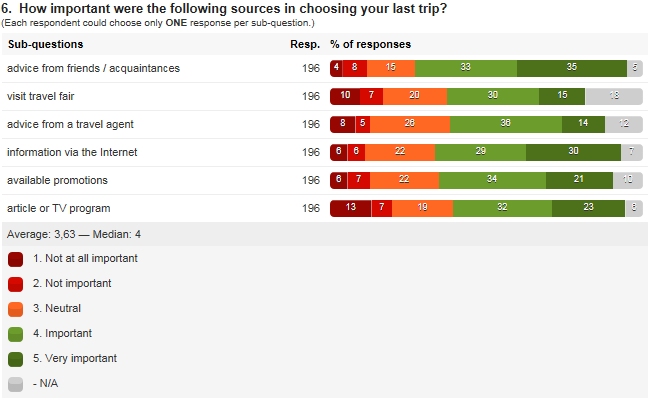 6. How important were the following sources in choosing your last trip?
(Each respondent could choose only ONE response per sub-question.)
Sub-questions Resp. % of responses
advice from friends / acquaintances 196 4 8 15 33 35 5
visit travel fair 196 10 7 20 30 15 18
advice from a travel agent 196 8 5 26 36 14 12
information via the Internet 196 6 6 22 29 30 7
available promotions 196 6 7 22 34 21 10
article or TV program 196 13 7 19 32 23 6
Average: 3,63 — Median: 4
1. Not at all important
2. Not important
3. Neutral
4. Important
5. Very important
- N/A